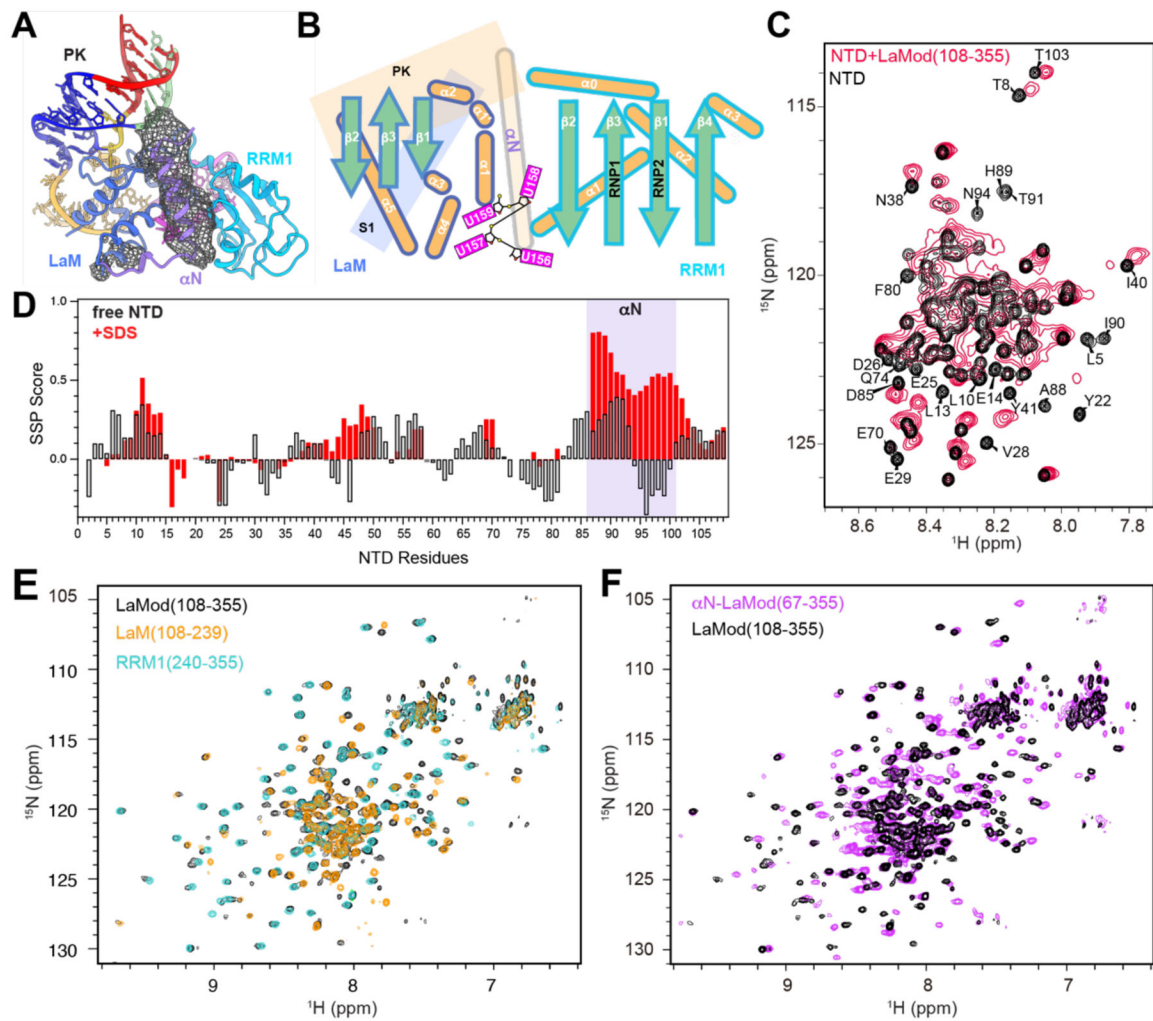 A
PK
LaM
αN
RRM1
B
PK
α2
α1'
α0
β2
β3
β1
α1
αN
β2
β3
β1
β4
α3
RNP1
RNP2
α2
α1
α3
α5
α4
S1
U159
U158
U157
U156
LaM
RRM1
C
NTD+LaMod(108-355)
NTD
T103
T8
H89
N94
T91
N38
F80
I40
I90
L5
D26
Q74
E25
D85
L10
E14
L13
Y41
A88
Y22
E70
V28
E29
115
120
125
15N (ppm)
8.6
8.4
8.2
8.0
7.8
1H (ppm)
D
free NTD
+SDS
αN
1.0
0.5
0.0
SSP Score
0 5 10 15 20 25 30 35 40 45 50 55 60 65 70 75 80 85 90 95 100 105
NTD Residues
E
LaMod(108-355)
LaM(108-239)
RRM1(240-355)
105
110
115
120
125
130
15N (ppm)
9 8 7
1H (ppm)
F
αN-LaMod(67-355)
LaMod(108-355)
105
110
115
120
125
130
15N (ppm)
9 8 7
1H (ppm)